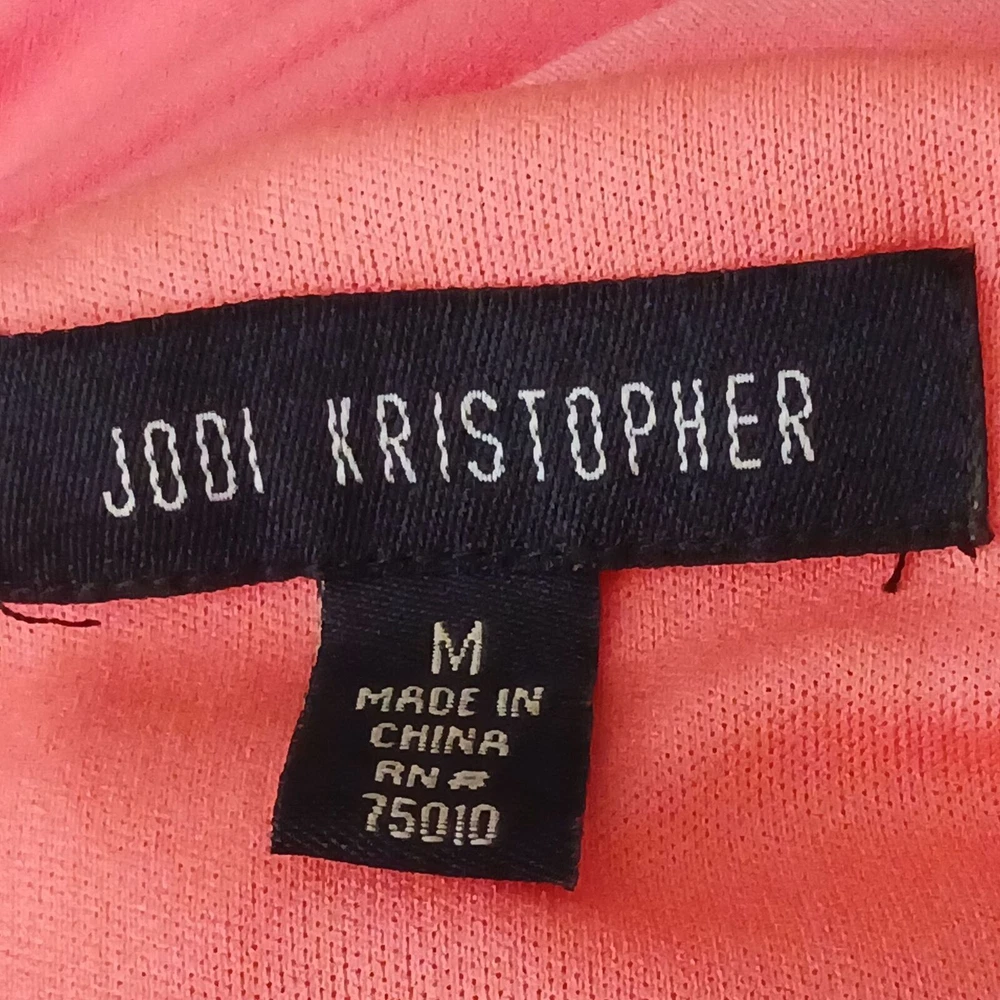 JODI KRISTOPHER
M
MADE IN
CHINA
RN #
75010